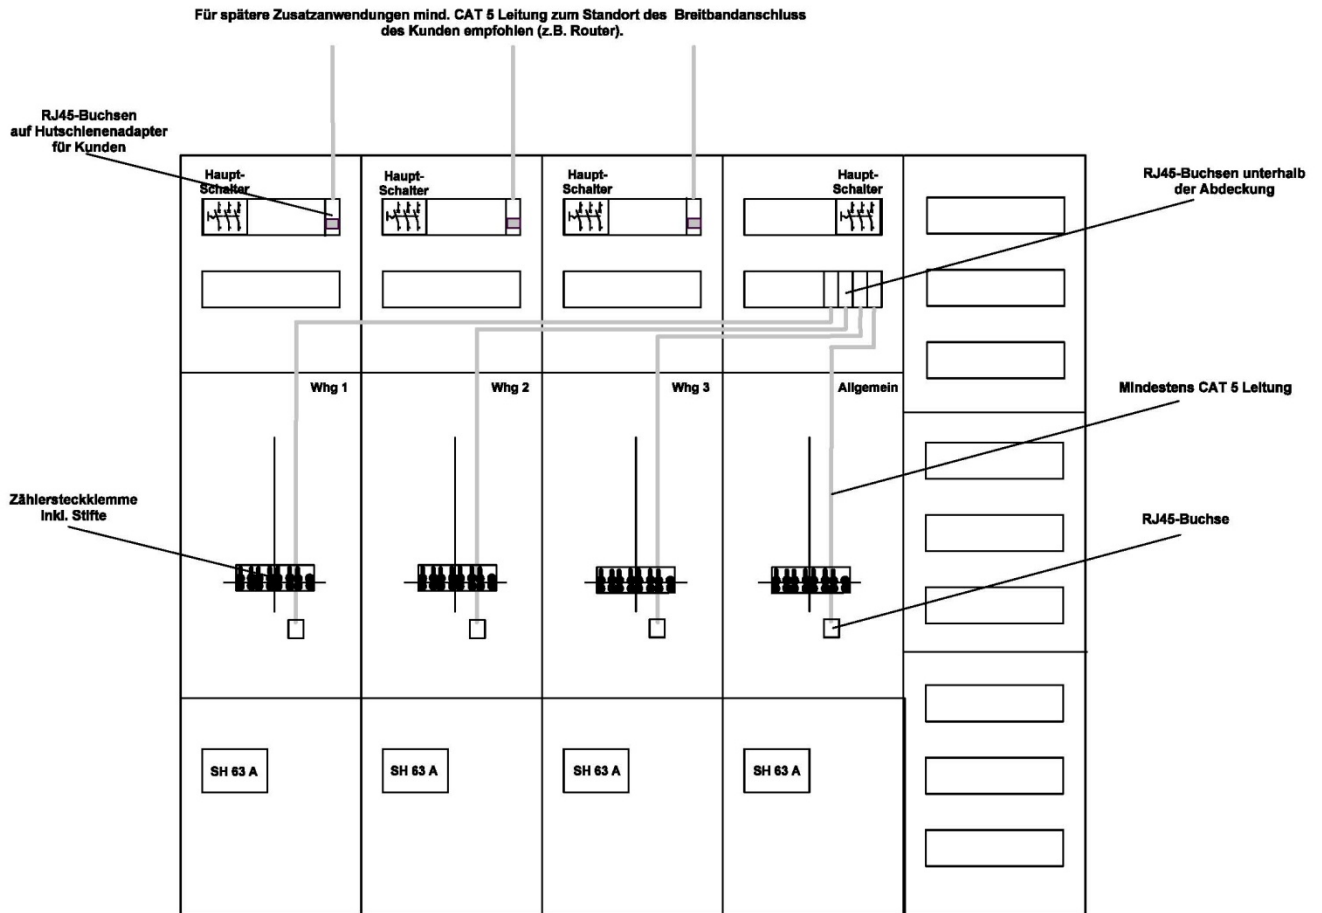 Für spätere Zusatzanwendungen mind. CAT 5 Leitung zum Standort des Breitbandanschluss
des Kunden empfohlen (z.B. Router).
RJ45-Buchsen
auf Hutschienenadapter
für Kunden
Haupt-
Schalter
Haupt-
Schalter
Haupt-
Schalter
Haupt-
Schalter
RJ45-Buchsen unterhalb
der Abdeckung
Whg 1
Whg 2
Whg 3
Allgemein
Mindestens CAT 5 Leitung
Zählersteckklemme
inkl. Stifte
RJ45-Buchse
SH 63 A
SH 63 A
SH 63 A
SH 63 A